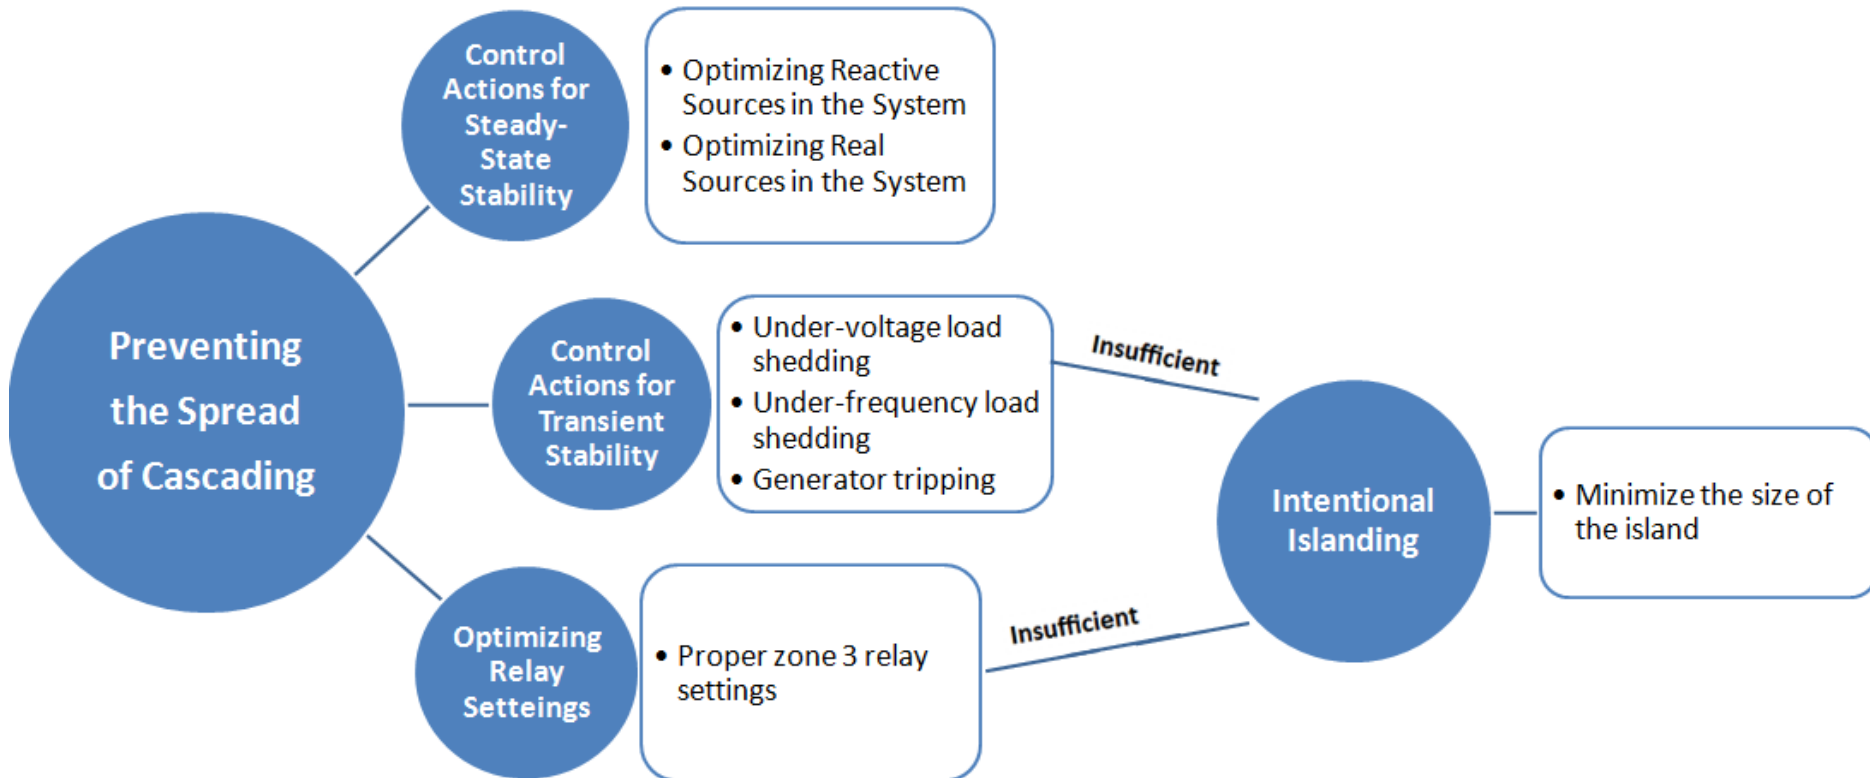 Control
Actions for
Steady-
State
Stability
• Optimizing Reactive
Sources in the System
• Optimizing Real
Sources in the System
Preventing
the Spread
of Cascading
Control
Actions for
Transient
Stability
• Under-voltage load
shedding
• Under-frequency load
shedding
• Generator tripping
Insufficient
Optimizing
Relay
Setteings
• Proper zone 3 relay
settings
Insufficient
Intentional
Islanding
• Minimize the size of
the island